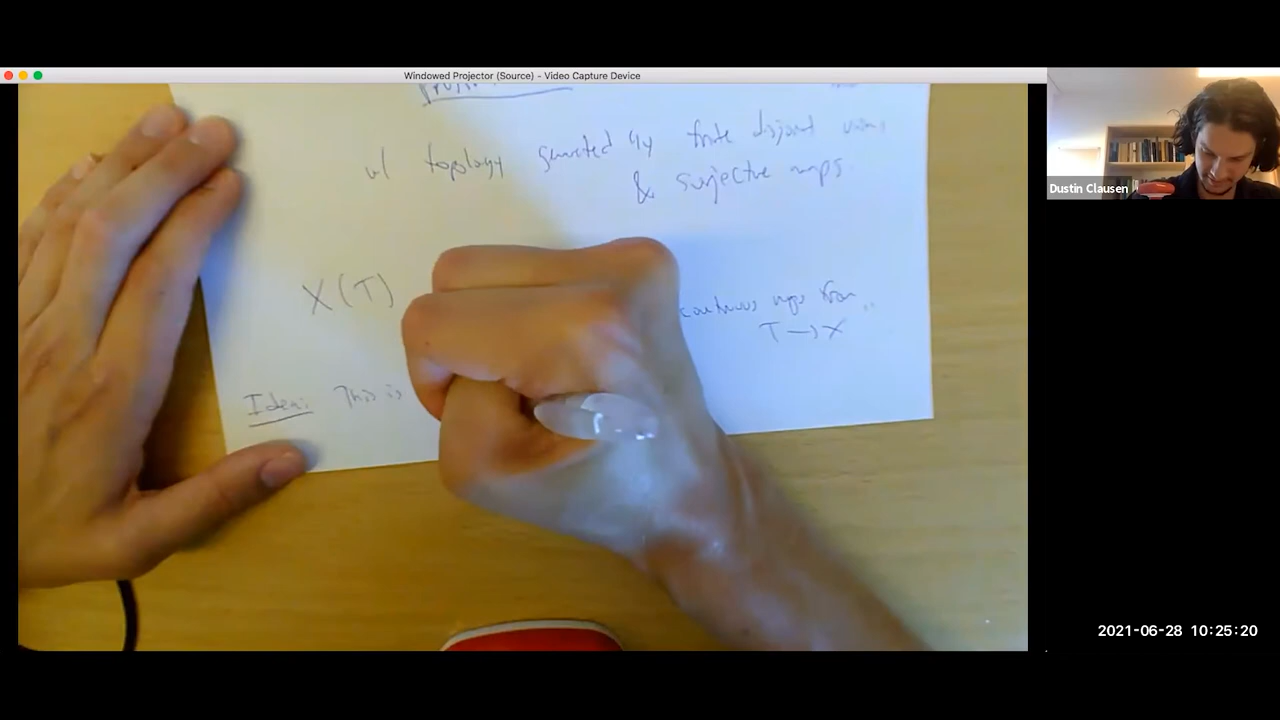 Windowed Projector (Source) - Video Capture Device
w/ topology generated by finite disjoint unions
& surjective maps.
X(T)
continuous maps from
T → X
Idea: This is
Dustin Clausen
2021-06-28 10:25:20